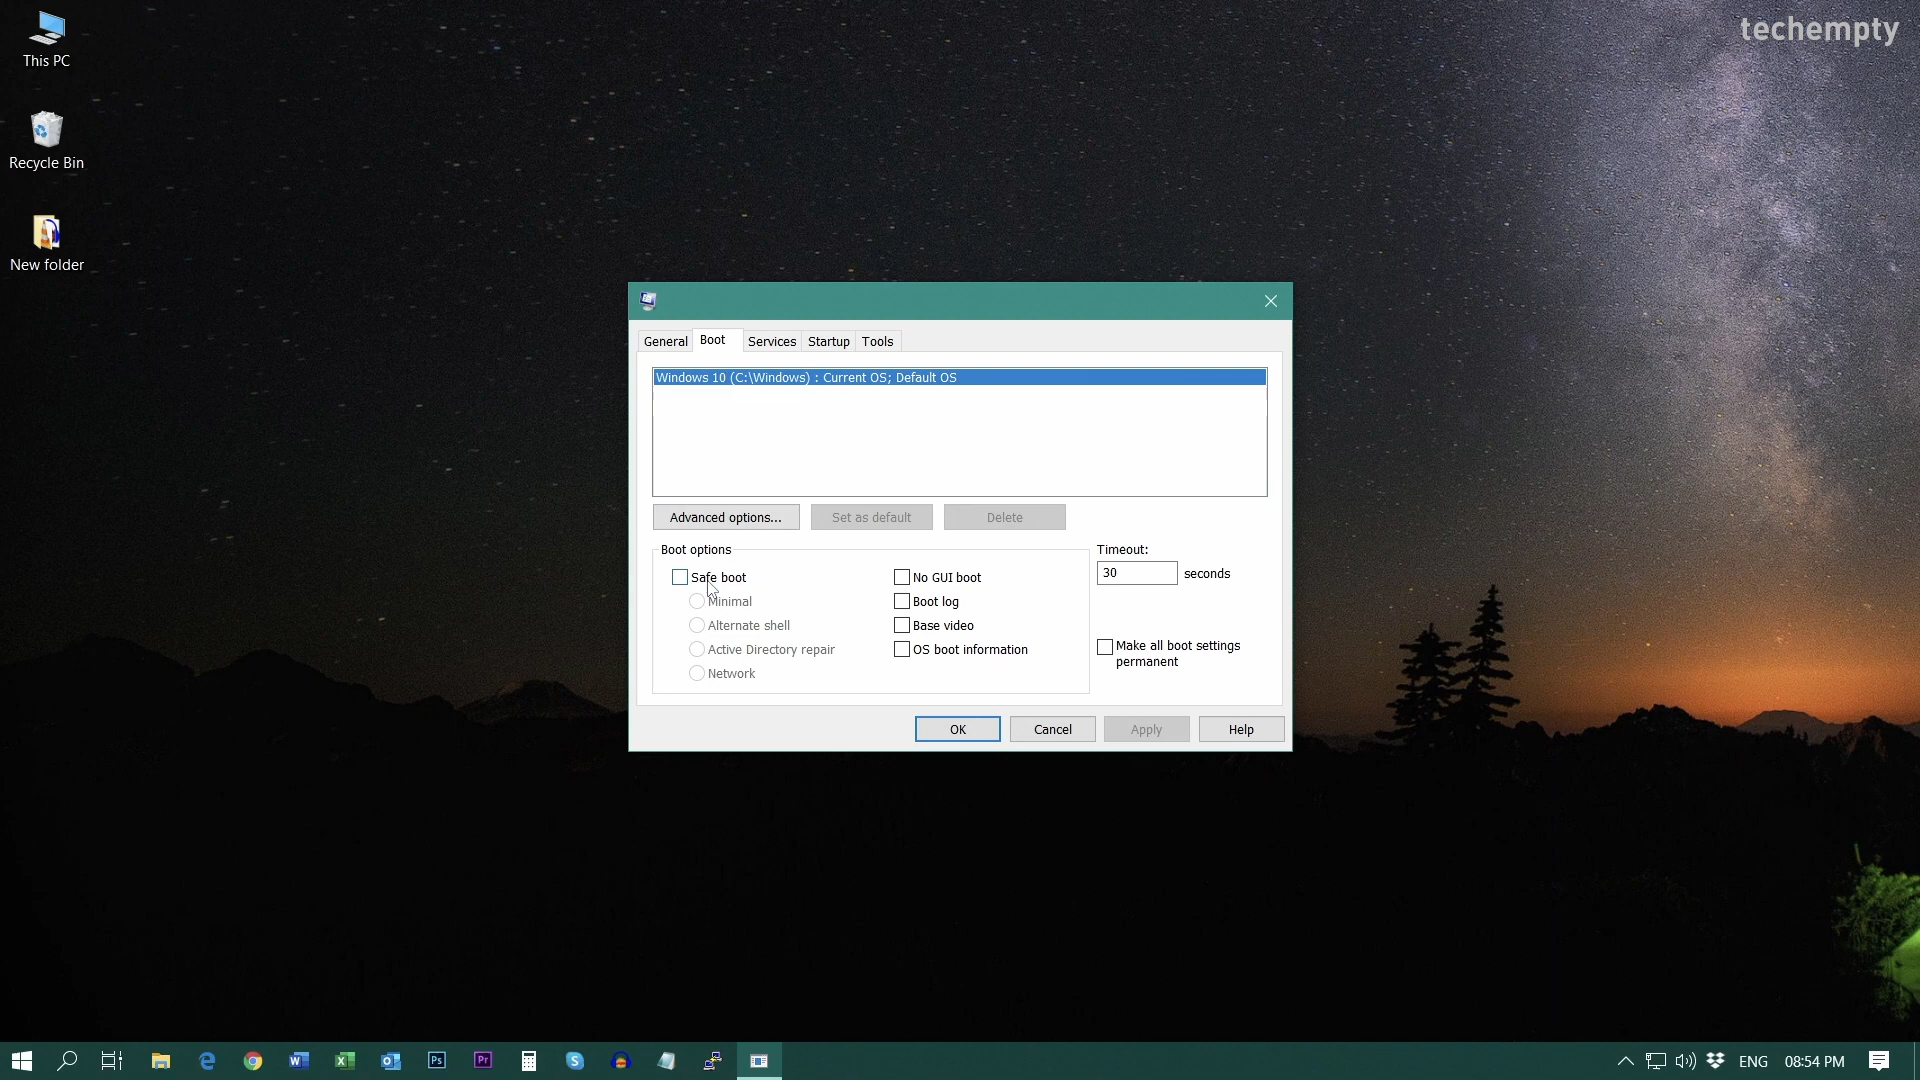 techempty
This PC
Recycle Bin
New folder
General Boot Services Startup Tools
Windows 10 (C:\Windows) : Current OS; Default OS
Advanced options... Set as default Delete
Boot options
Safe boot
Minimal
Alternate shell
Active Directory repair
Network
No GUI boot
Boot log
Base video
OS boot information
Timeout:
30 seconds
Make all boot settings
permanent
OK Cancel Apply Help
ENG 08:54 PM